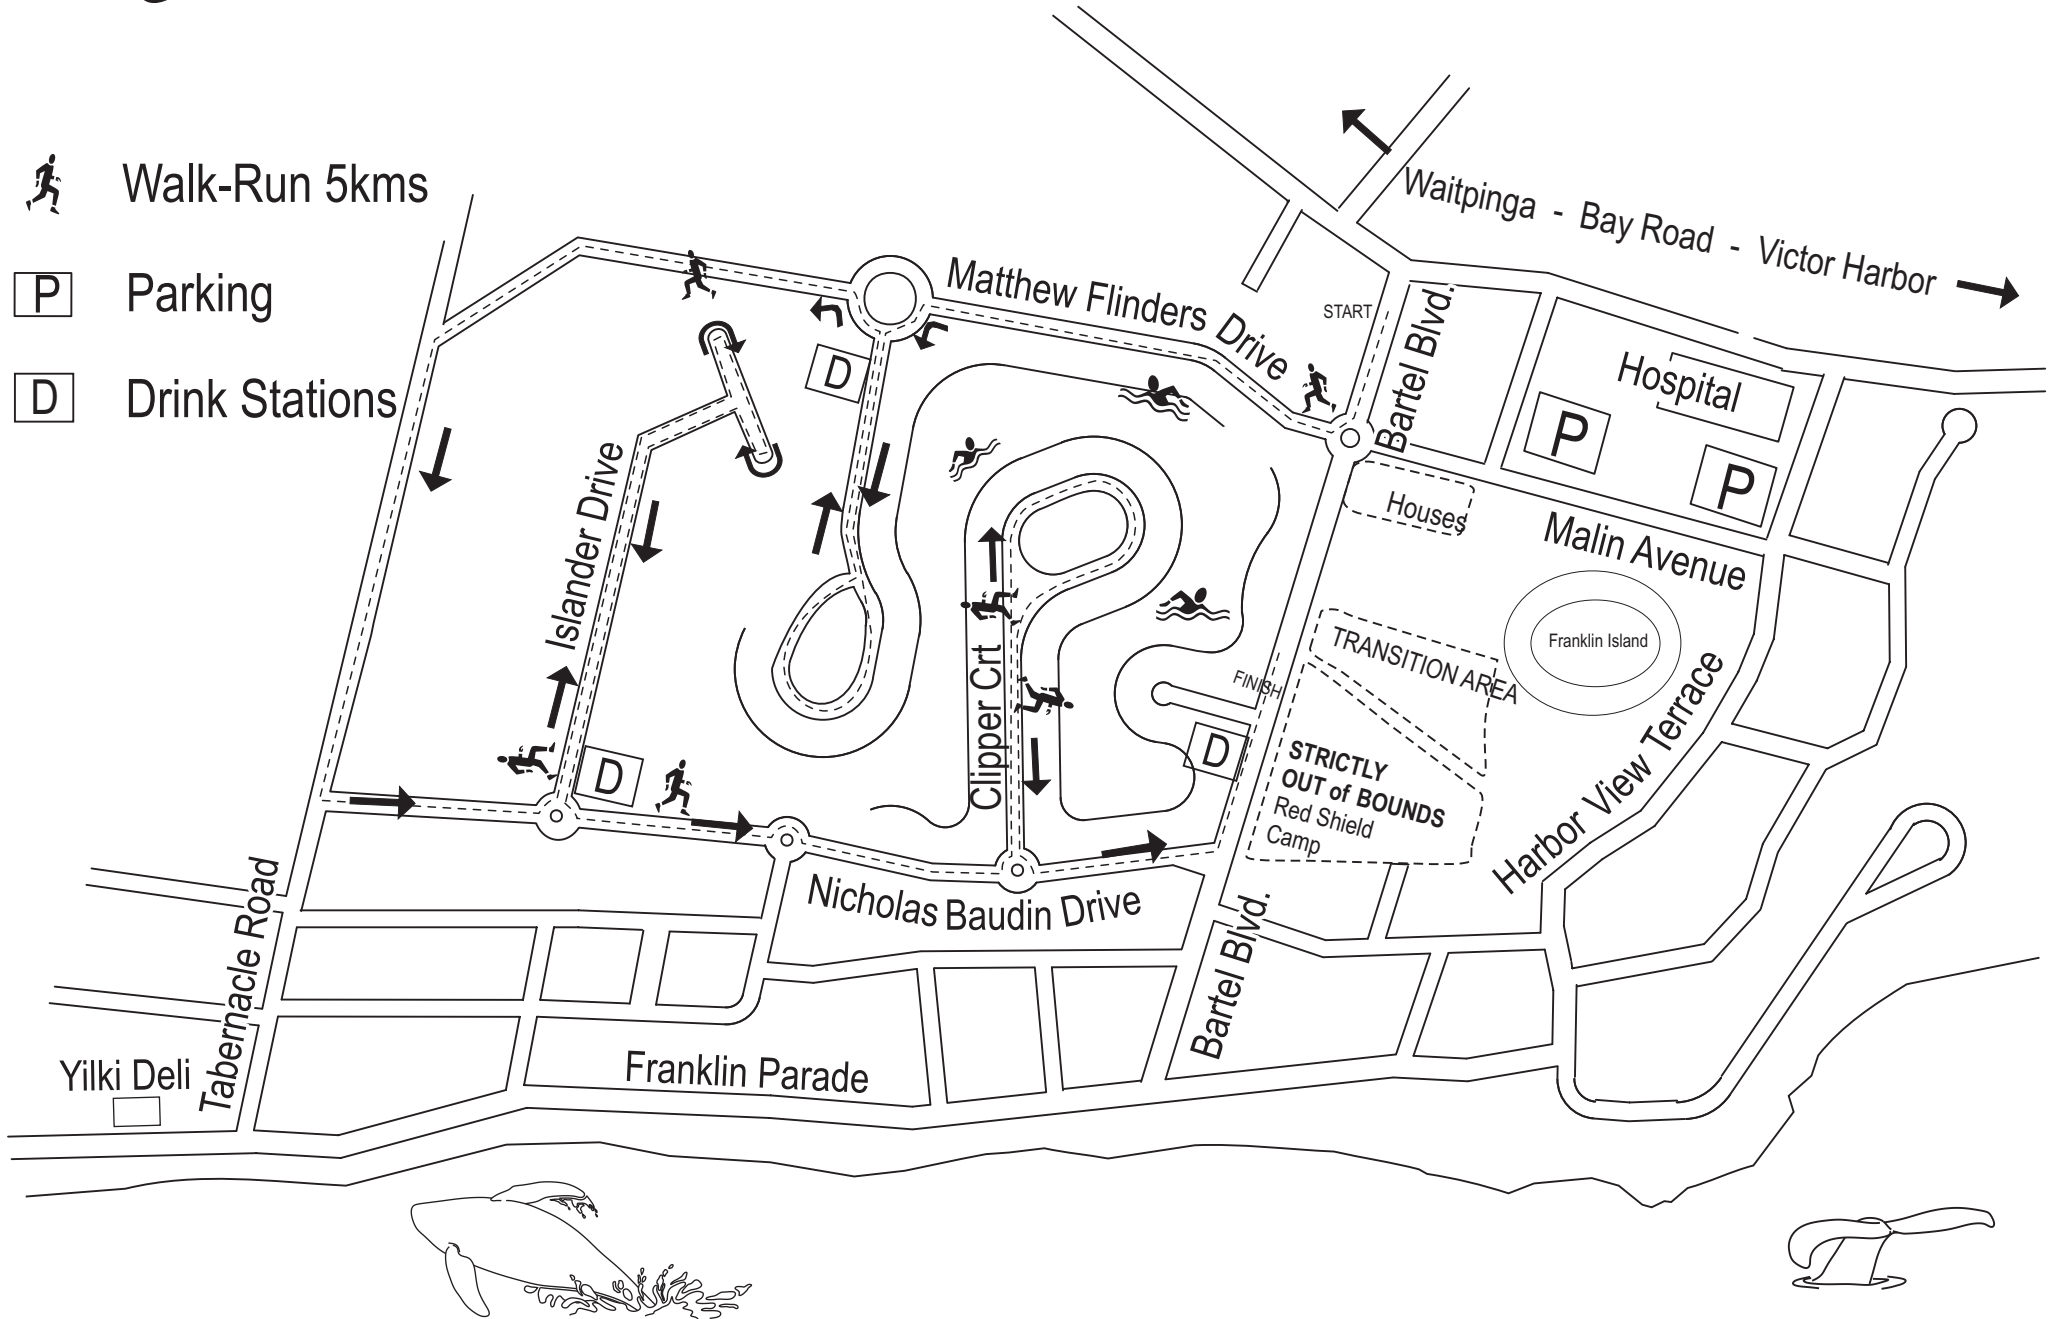 Walk-Run 5kms
P
Parking
D
Drink Stations
Waitpinga - Bay Road - Victor Harbor
Matthew Flinders Drive
START
Bartel Blvd.
Hospital
P
P
D
Houses
Malin Avenue
Islander Drive
Franklin Island
TRANSITION AREA
FINISH
Clipper Crt
D
D
STRICTLY
OUT of BOUNDS
Red Shield
Camp
Harbor View Terrace
Nicholas Baudin Drive
Bartel Blvd.
Bartel Blvd.
Tabernacle Road
Yilki Deli
Franklin Parade